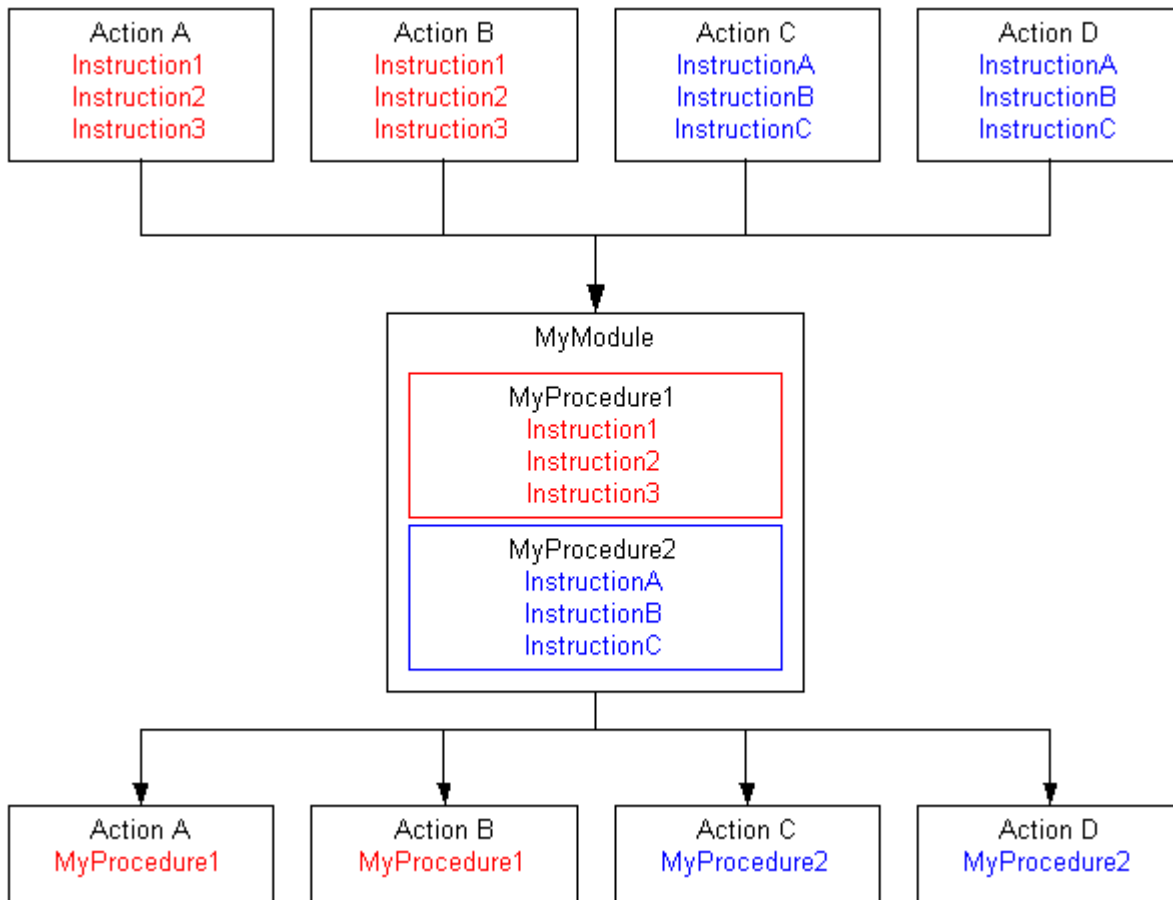 Action A
Instruction1
Instruction2
Instruction3
Action B
Instruction1
Instruction2
Instruction3
Action C
InstructionA
InstructionB
InstructionC
Action D
InstructionA
InstructionB
InstructionC
MyModule
MyProcedure1
Instruction1
Instruction2
Instruction3
MyProcedure2
InstructionA
InstructionB
InstructionC
Action A
MyProcedure1
Action B
MyProcedure1
Action C
MyProcedure2
Action D
MyProcedure2